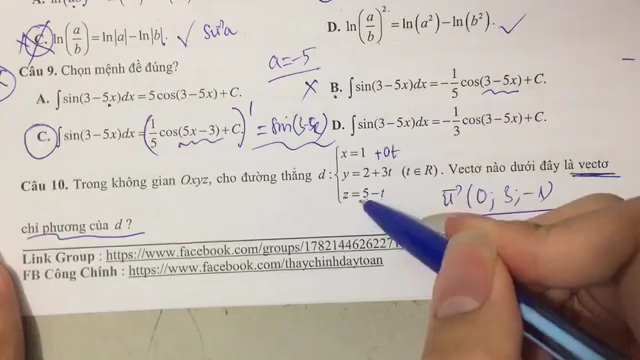 C. ln(a/b) = ln|a| − ln|b|. ✓ sửa
D. ln(a/b)² = ln(a²) − ln(b²). ✓
Câu 9. Chọn mệnh đề đúng?
a = -5
A. ∫sin(3−5x)dx = 5cos(3−5x)+C.
X B. ∫sin(3−5x)dx = −1/5 cos(3−5x)+C.
C. ∫sin(3−5x)dx = (1/5 cos(5x−3)+C.)' = sin(3-5x)
D. ∫sin(3−5x)dx = −1/3 cos(3−5x)+C.
x = 1 +0t
Câu 10. Trong không gian Oxyz, cho đường thẳng d : y = 2+3t (t∈R). Vectơ nào dưới đây là vectơ
z = 5−t
u (0; 3; -1)
chỉ phương của d ?
Link Group : https://www.facebook.com/groups/178214462622
FB Công Chính : https://www.facebook.com/thaychinhdaytoan